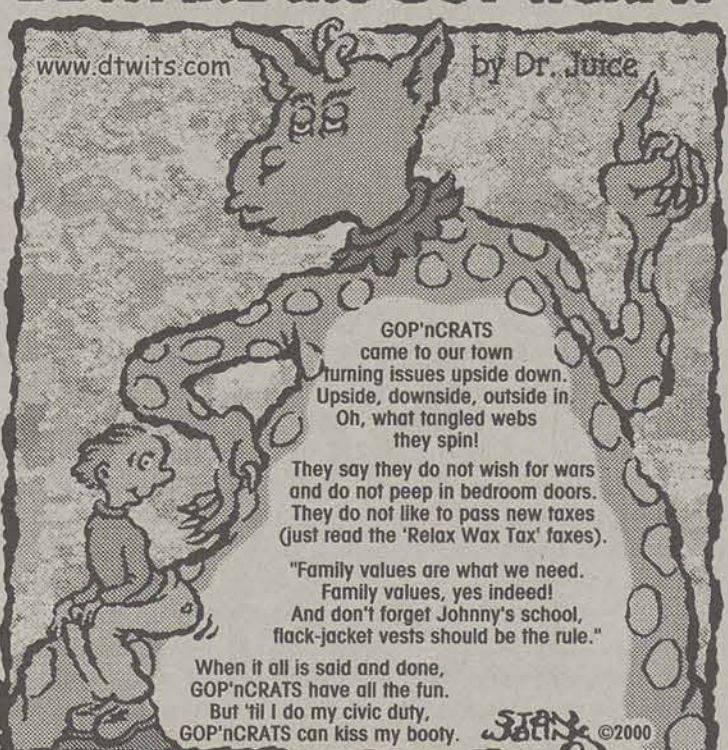 www.dtwits.com
by Dr. Juice
GOP'nCRATS
came to our town
turning issues upside down.
Upside, downside, outside in
Oh, what tangled webs
they spin!
They say they do not wish for wars
and do not peep in bedroom doors.
They do not like to pass new taxes
(just read the 'Relax Wax Tax' faxes).
"Family values are what we need.
Family values, yes indeed!
And don't forget Johnny's school,
flack-jacket vests should be the rule."
When it all is said and done,
GOP'nCRATS have all the fun.
But 'til I do my civic duty,
GOP'nCRATS can kiss my booty.
STAN
©2000